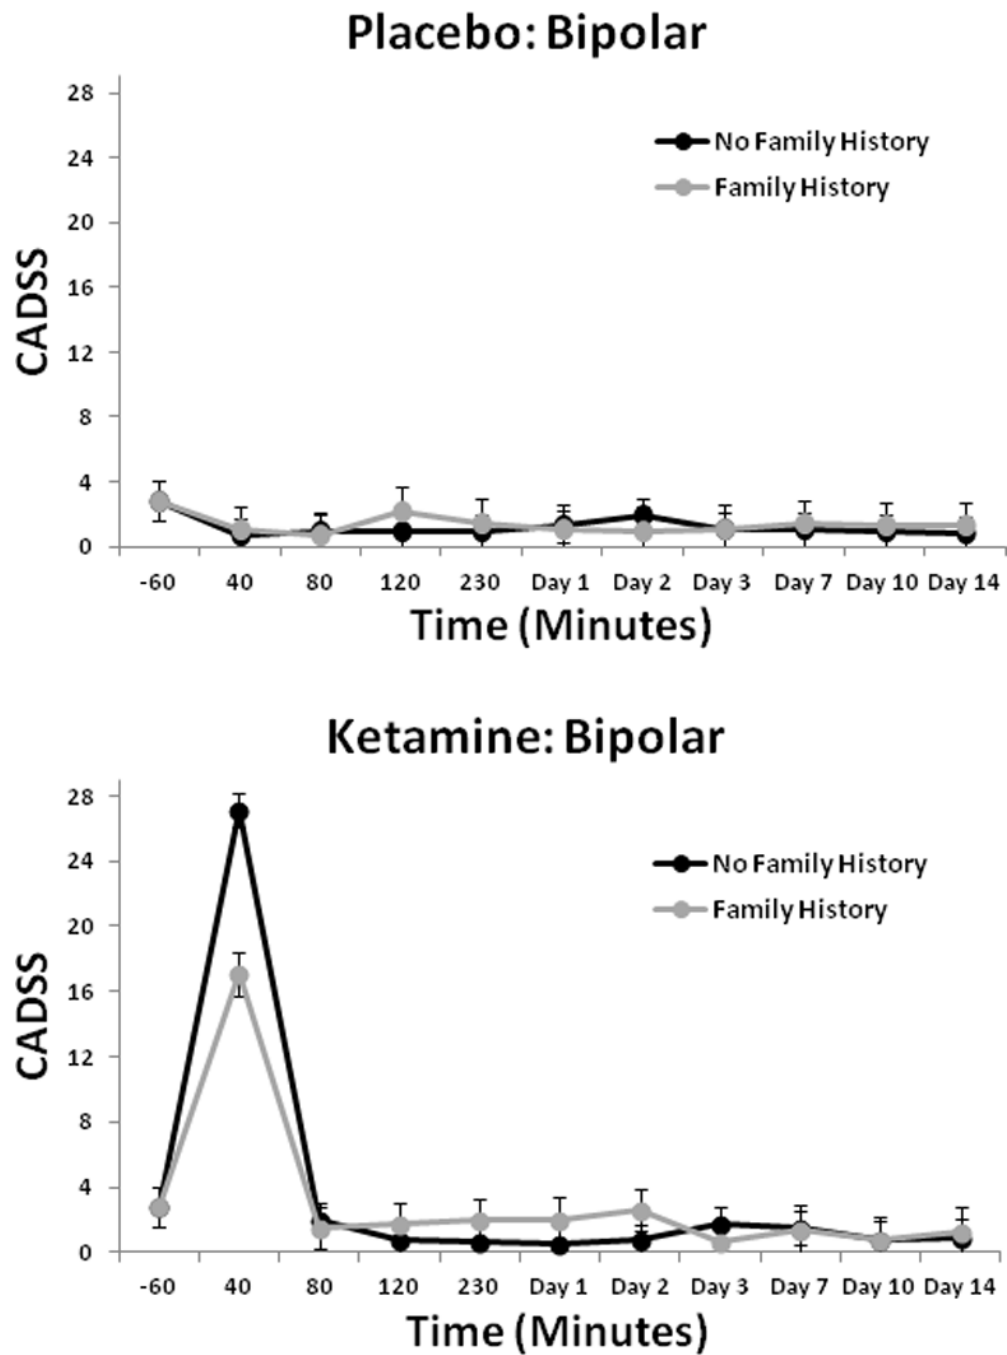 Placebo: Bipolar
28
24
20
16
12
8
4
0
CADSS
No Family History
Family History
-60 40 80 120 230 Day 1 Day 2 Day 3 Day 7 Day 10 Day 14
Time (Minutes)
Ketamine: Bipolar
28
24
20
16
12
8
4
0
CADSS
No Family History
Family History
-60 40 80 120 230 Day 1 Day 2 Day 3 Day 7 Day 10 Day 14
Time (Minutes)